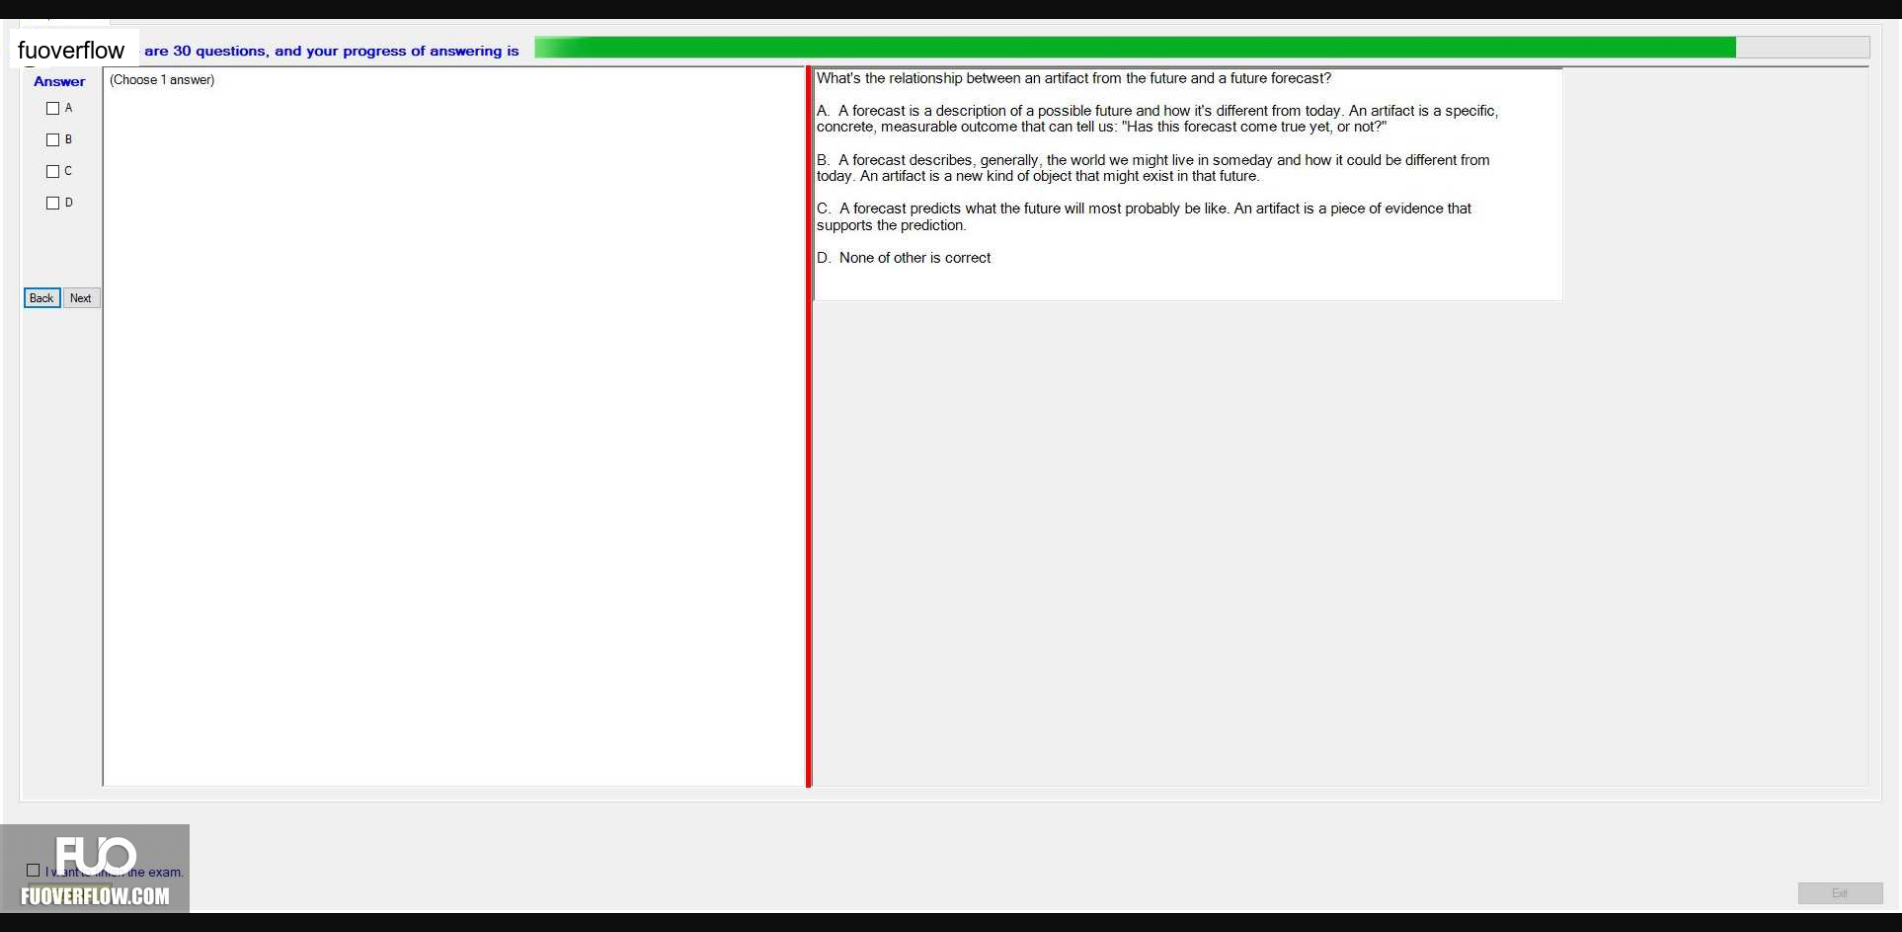 fuoverflow are 30 questions, and your progress of answering is
Answer
(Choose 1 answer)
A
B
C
D
Back Next
What's the relationship between an artifact from the future and a future forecast?
A. A forecast is a description of a possible future and how it's different from today. An artifact is a specific,
concrete, measurable outcome that can tell us: "Has this forecast come true yet, or not?"
B. A forecast describes, generally, the world we might live in someday and how it could be different from
today. An artifact is a new kind of object that might exist in that future.
C. A forecast predicts what the future will most probably be like. An artifact is a piece of evidence that
supports the prediction.
D. None of other is correct
FUO
I want the exam.
FUOVERFLOW.COM
Exit